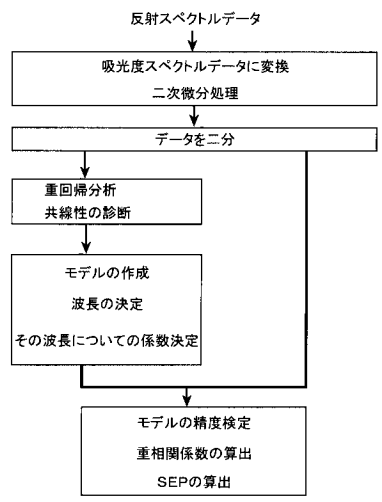 反射スペクトルデータ
吸光度スペクトルデータに変換
二次微分処理
データを二分
重回帰分析
共線性の診断
モデルの作成
波長の決定
その波長についての係数決定
モデルの精度検定
重相関係数の算出
SEPの算出